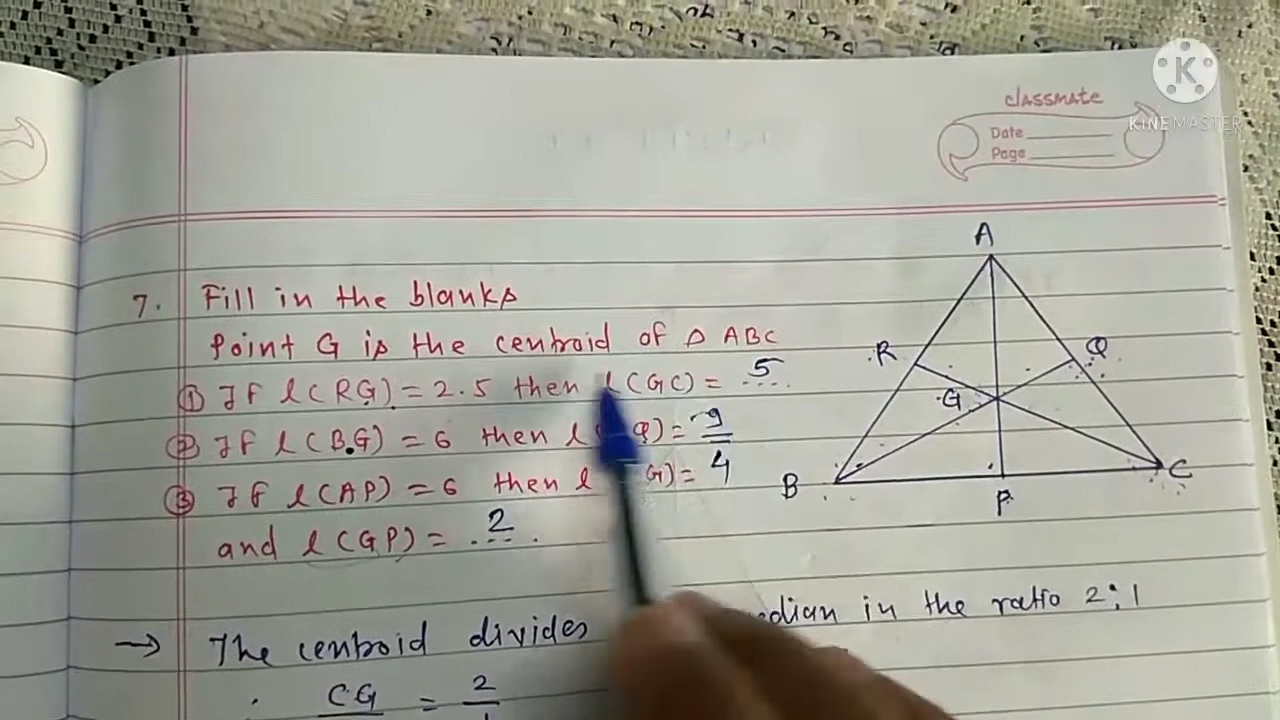 K
KINEMASTER
classmate
Date
Page
7. Fill in the blanks
Point G is the centroid of Δ ABC
① If l(RG) = 2.5 then l(GC) = 5
② If l(BG) = 6 then l( Q) = 9
③ If l(AP) = 6 then l( G) = 4
and l(GP) = 2.
→ The centroid divides in the ratio 2:1
CG = 2
A
R
Q
G
B
C
P